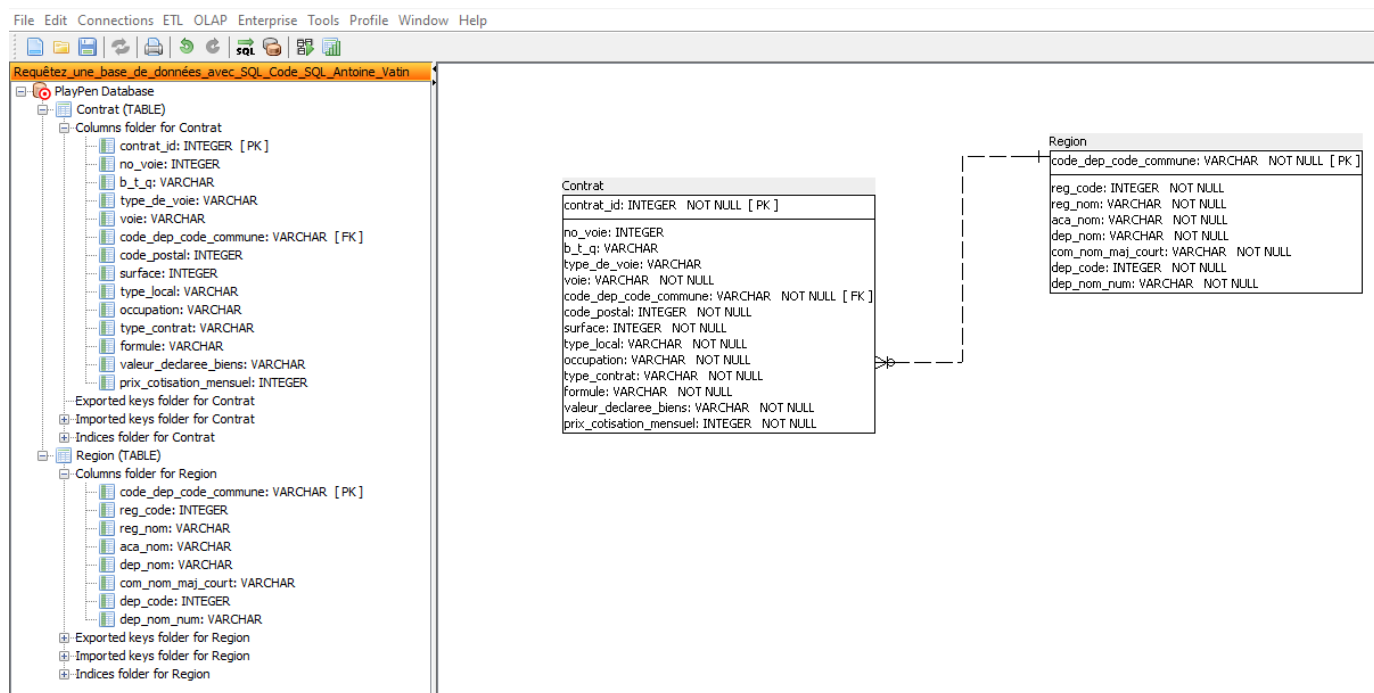 File Edit Connections ETL OLAP Enterprise Tools Profile Window Help
SQL
Requêtez_une_base_de_données_avec_SQL_Code_SQL_Antoine_Vatin
PlayPen Database
Contrat (TABLE)
Columns folder for Contrat
contrat_id: INTEGER [ PK ]
no_voie: INTEGER
b_t_q: VARCHAR
type_de_voie: VARCHAR
voie: VARCHAR
code_dep_code_commune: VARCHAR [ FK ]
code_postal: INTEGER
surface: INTEGER
type_local: VARCHAR
occupation: VARCHAR
type_contrat: VARCHAR
formule: VARCHAR
valeur_declaree_biens: VARCHAR
prix_cotisation_mensuel: INTEGER
Exported keys folder for Contrat
Imported keys folder for Contrat
Indices folder for Contrat
Region (TABLE)
Columns folder for Region
code_dep_code_commune: VARCHAR [ PK ]
reg_code: INTEGER
reg_nom: VARCHAR
aca_nom: VARCHAR
dep_nom: VARCHAR
com_nom_maj_court: VARCHAR
dep_code: INTEGER
dep_nom_num: VARCHAR
Exported keys folder for Region
Imported keys folder for Region
Indices folder for Region
Contrat
contrat_id: INTEGER NOT NULL [ PK ]
no_voie: INTEGER
b_t_q: VARCHAR
type_de_voie: VARCHAR
voie: VARCHAR NOT NULL
code_dep_code_commune: VARCHAR NOT NULL [ FK ]
code_postal: INTEGER NOT NULL
surface: INTEGER NOT NULL
type_local: VARCHAR NOT NULL
occupation: VARCHAR NOT NULL
type_contrat: VARCHAR NOT NULL
formule: VARCHAR NOT NULL
valeur_declaree_biens: VARCHAR NOT NULL
prix_cotisation_mensuel: INTEGER NOT NULL
Region
code_dep_code_commune: VARCHAR NOT NULL [ PK ]
reg_code: INTEGER NOT NULL
reg_nom: VARCHAR NOT NULL
aca_nom: VARCHAR NOT NULL
dep_nom: VARCHAR NOT NULL
com_nom_maj_court: VARCHAR NOT NULL
dep_code: INTEGER NOT NULL
dep_nom_num: VARCHAR NOT NULL